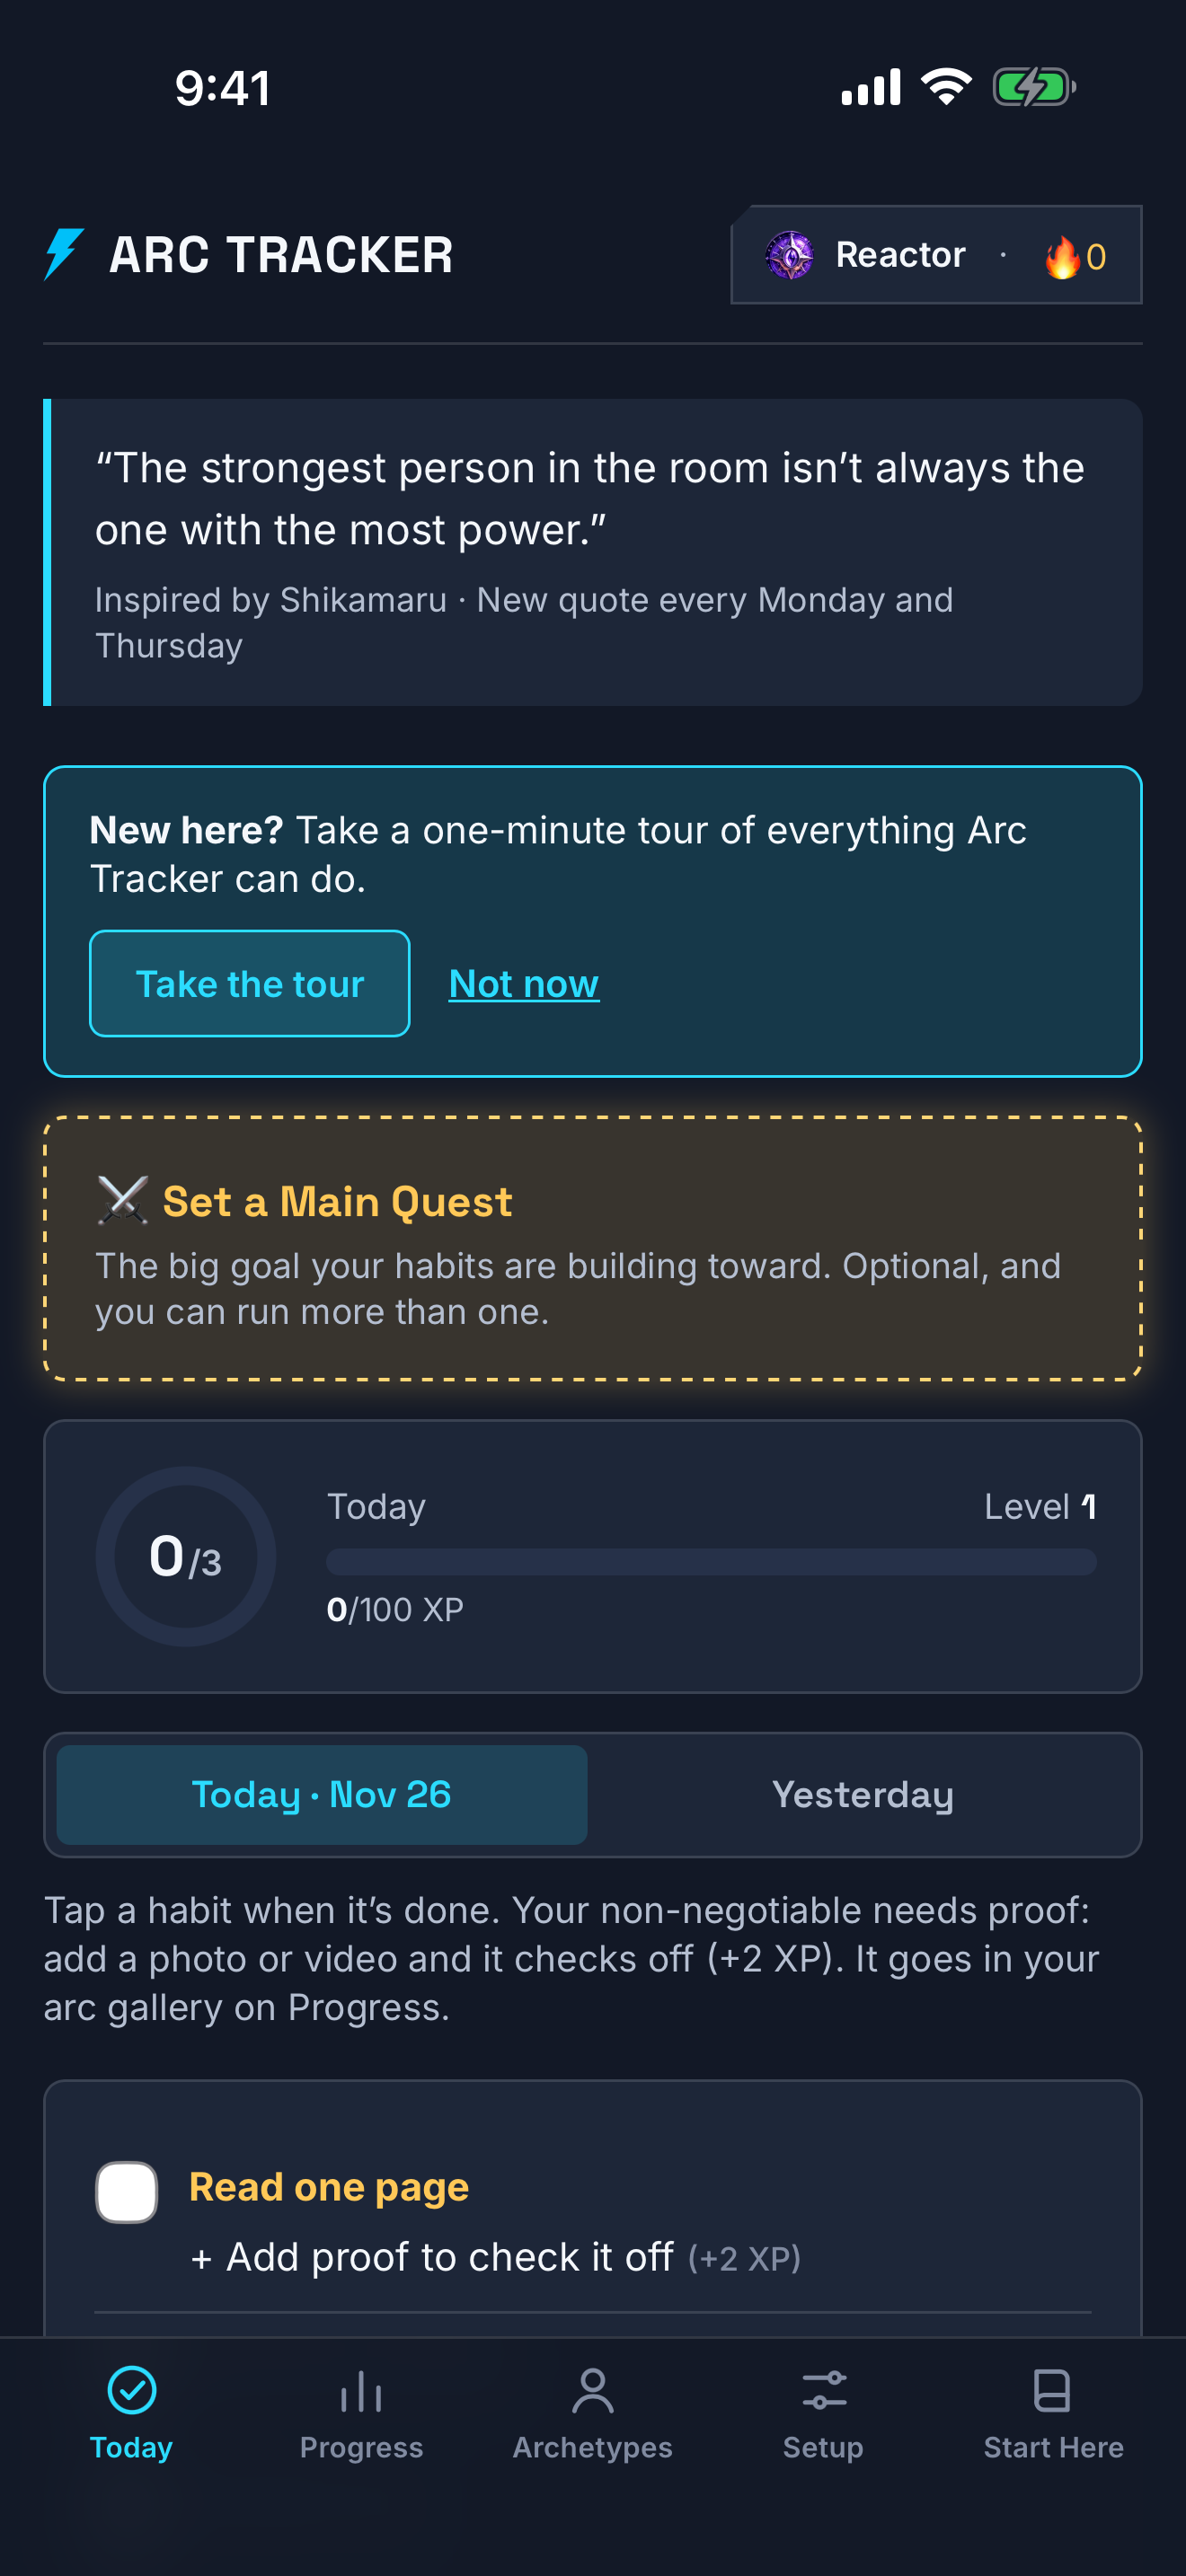 9:41
ARC TRACKER
Reactor · 🔥0
“The strongest person in the room isn’t always the
one with the most power.”
Inspired by Shikamaru · New quote every Monday and
Thursday
New here? Take a one-minute tour of everything Arc
Tracker can do.
Take the tour
Not now
⚔️ Set a Main Quest
The big goal your habits are building toward. Optional, and
you can run more than one.
0/3
Today
Level 1
0/100 XP
Today · Nov 26
Yesterday
Tap a habit when it’s done. Your non-negotiable needs proof:
add a photo or video and it checks off (+2 XP). It goes in your
arc gallery on Progress.
Read one page
+ Add proof to check it off (+2 XP)
Today
Progress
Archetypes
Setup
Start Here